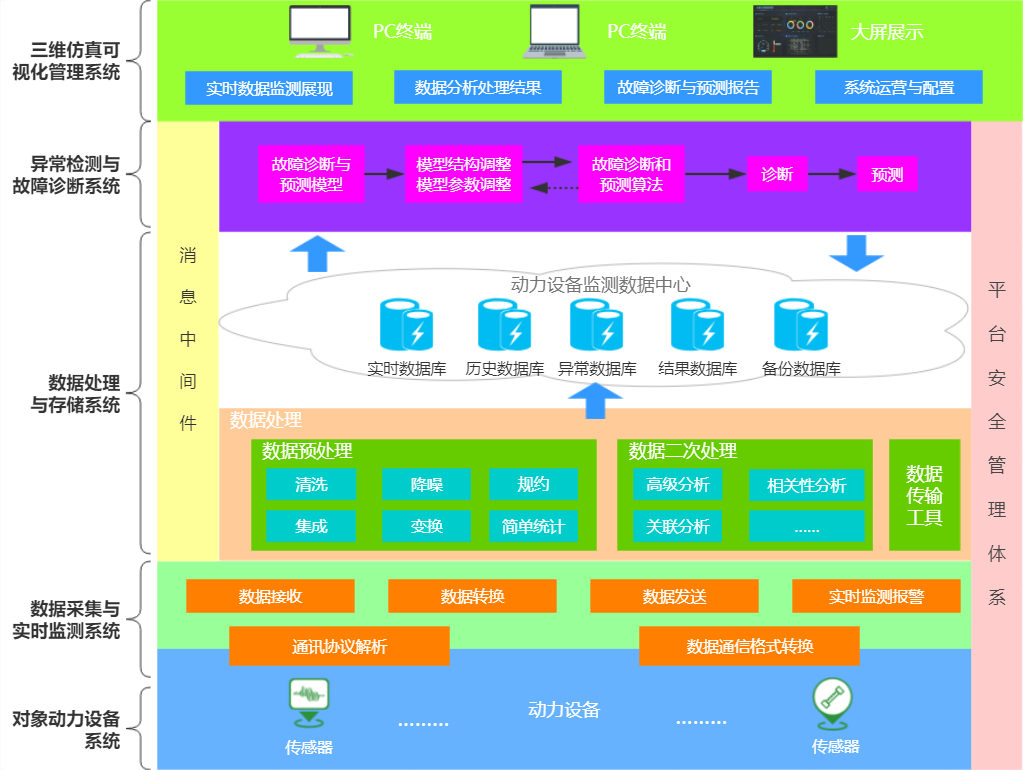 三维仿真可
视化管理系统
PC终端
PC终端
大屏展示
实时数据监测展现
数据分析处理结果
故障诊断与预测报告
系统运营与配置
异常检测与
故障诊断系统
故障诊断与
预测模型
模型结构调整
模型参数调整
故障诊断和
预测算法
诊断
预测
消
息
中
间
件
平
台
安
全
管
理
体
系
数据处理
与存储系统
动力设备监测数据中心
实时数据库
历史数据库
异常数据库
结果数据库
备份数据库
数据处理
数据预处理
清洗
降噪
规约
集成
变换
简单统计
数据二次处理
高级分析
相关性分析
关联分析
......
数据
传输
工具
数据采集与
实时监测系统
数据接收
数据转换
数据发送
实时监测报警
通讯协议解析
数据通信格式转换
对象动力设备
系统
传感器
.........
动力设备
.........
传感器